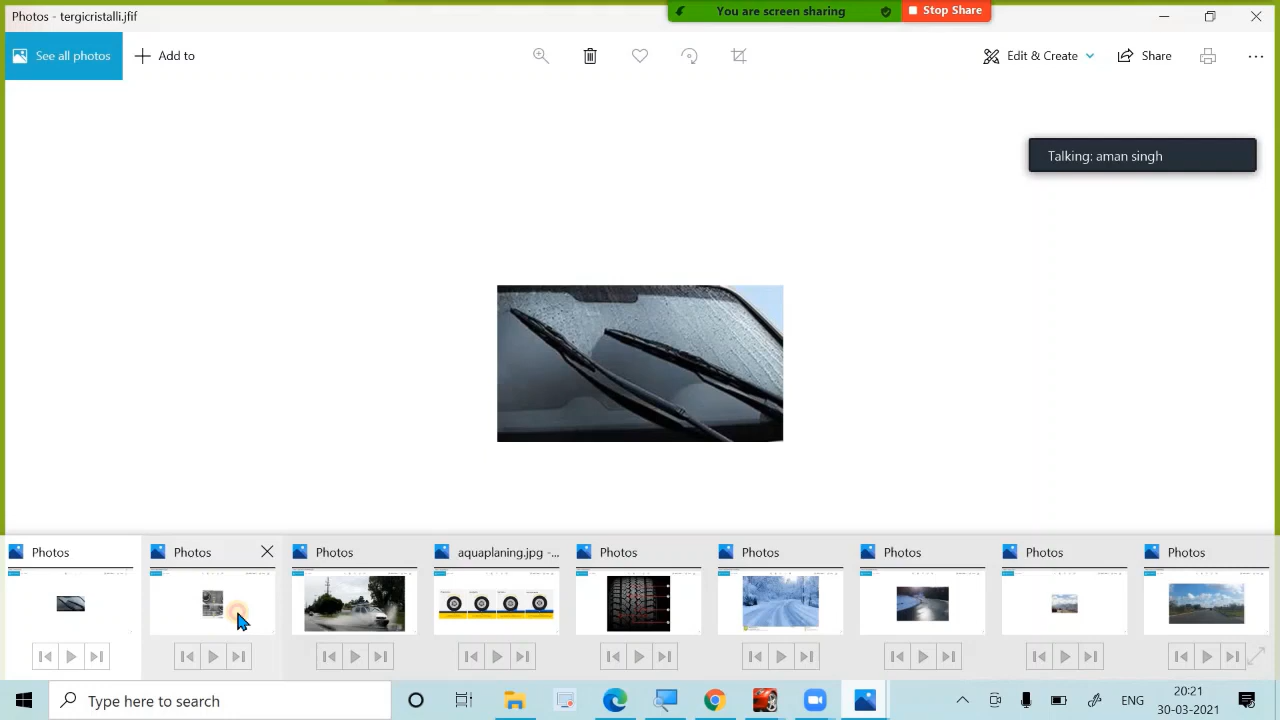 Photos - tergicristalli.jfif
You are screen sharing
Stop Share
See all photos
Add to
Edit & Create
Share
Talking: aman singh
Photos
Photos
Photos
aquaplaning.jpg -...
Photos
Photos
Photos
Photos
Photos
Type here to search
ENG
20:21
30-03-2021